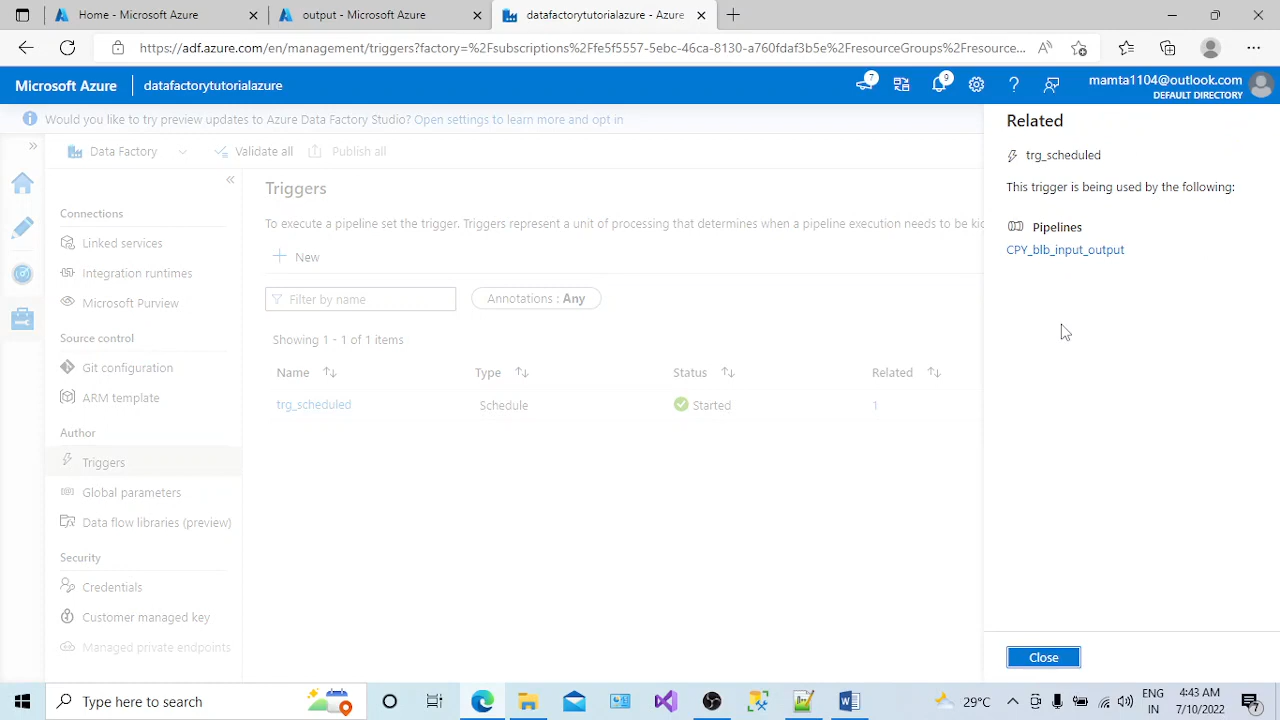 Home - Microsoft Azure
Microsoft Azure
datafactorytutorialazure - Azure
https://adf.azure.com/en/management/triggers?factory=%2Fsubscriptions%2Ffe5f5557-5ebc-46ca-8130-a760fdaf3b5e%2FresourceGroups%2Fresource...
Microsoft Azure
datafactorytutorialazure
7
9
mamta1104@outlook.com
DEFAULT DIRECTORY
Would you like to try preview updates to Azure Data Factory Studio? Open settings to learn more and opt in
Data Factory
Validate all
Publish all
Connections
Linked services
Integration runtimes
Microsoft Purview
Source control
Git configuration
ARM template
Author
Triggers
Global parameters
Data flow libraries (preview)
Security
Credentials
Customer managed key
Managed private endpoints
Triggers
To execute a pipeline set the trigger. Triggers represent a unit of processing that determines when a pipeline execution needs to be kic
New
Filter by name
Annotations : Any
Showing 1 - 1 of 1 items
Name Type Status Related
trg_scheduled Schedule Started 1
Related
trg_scheduled
This trigger is being used by the following:
Pipelines
CPY_blb_input_output
Close
Type here to search
29°C
ENG
IN
4:43 AM
7/10/2022
7